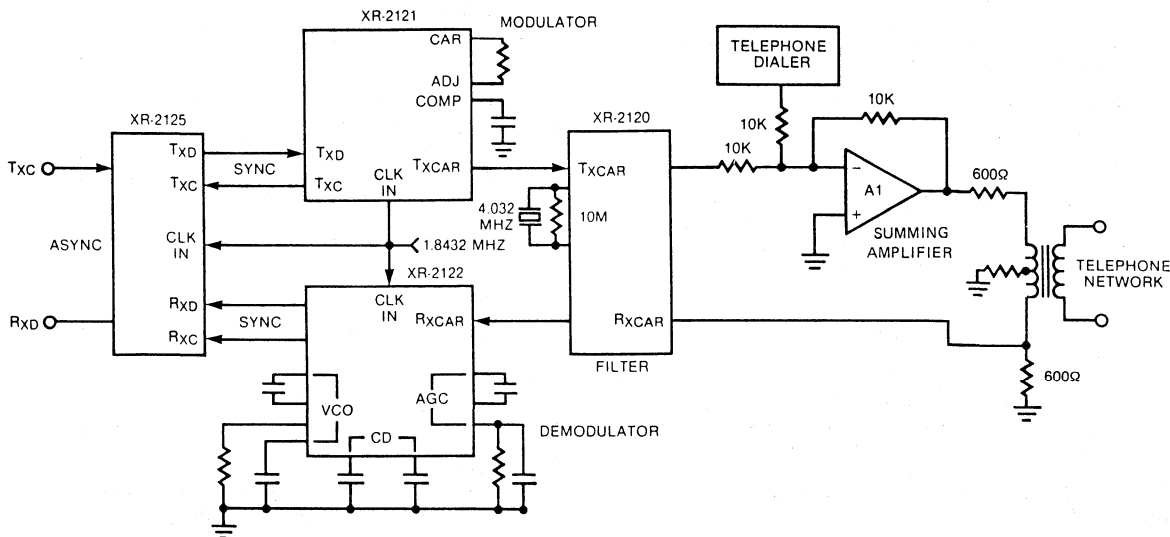 XR-2121
MODULATOR
CAR
ADJ
COMP
TELEPHONE
DIALER
XR-2125
XR-2120
10K
10K
10K
TXC
TXD
SYNC
TXD
TXC
TXC
CLK
IN
TXCAR
TXCAR
4.032
MHZ
10M
−
A1
+
600Ω
SUMMING
AMPLIFIER
ASYNC
CLK
IN
1.8432 MHZ
XR-2122
CLK
IN
TELEPHONE
NETWORK
RXD
RXD
SYNC
RXC
RXCAR
RXCAR
FILTER
600Ω
VCO
AGC
CD
DEMODULATOR